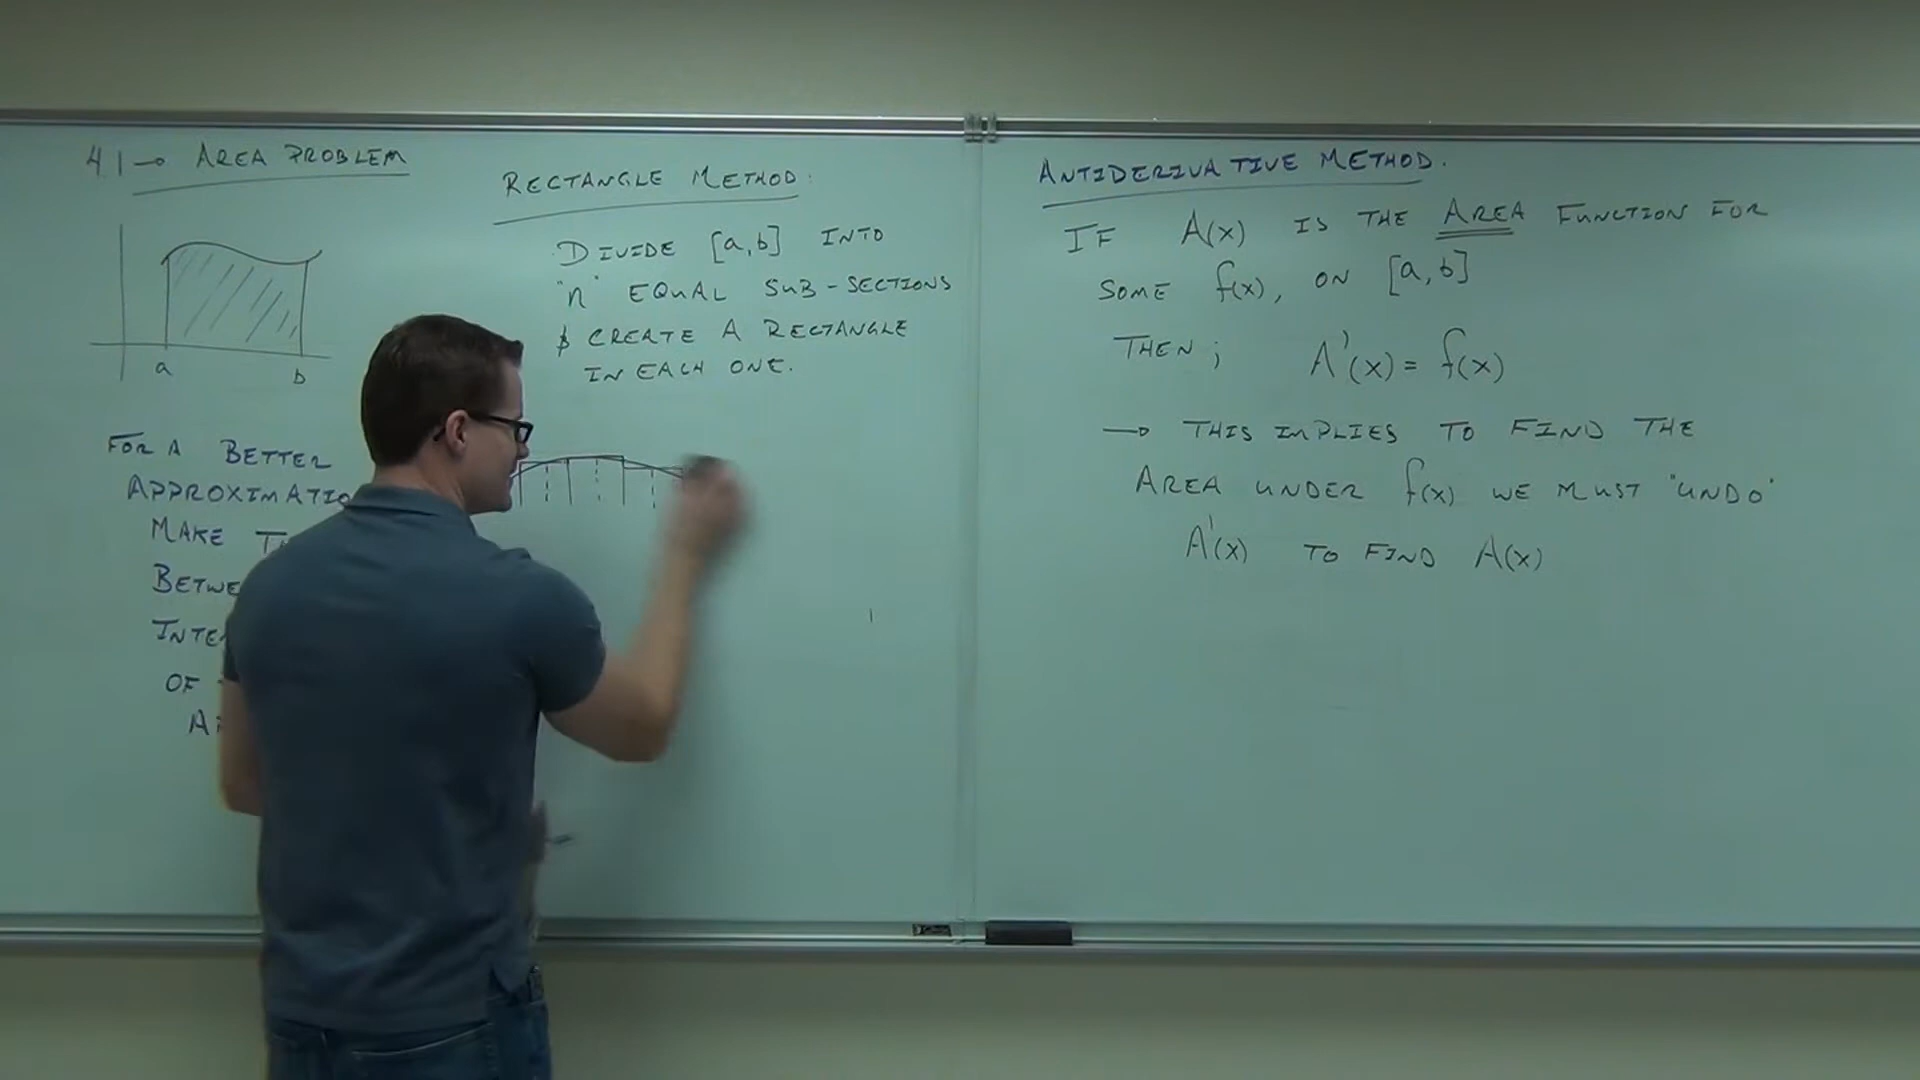 4.1 → AREA PROBLEM
a
b
FOR A BETTER
APPROXIMATIO
MAKE
BETWE
INTE
OF
RECTANGLE METHOD:
DIVIDE [a,b] INTO
"n" EQUAL SUB-SECTIONS
& CREATE A RECTANGLE
IN EACH ONE.
ANTIDERIVATIVE METHOD.
IF A(x) IS THE AREA FUNCTION FOR
SOME f(x), ON [a,b]
THEN; A'(x) = f(x)
→ THIS IMPLIES TO FIND THE
AREA UNDER f(x) WE MUST "UNDO"
A'(x) TO FIND A(x)